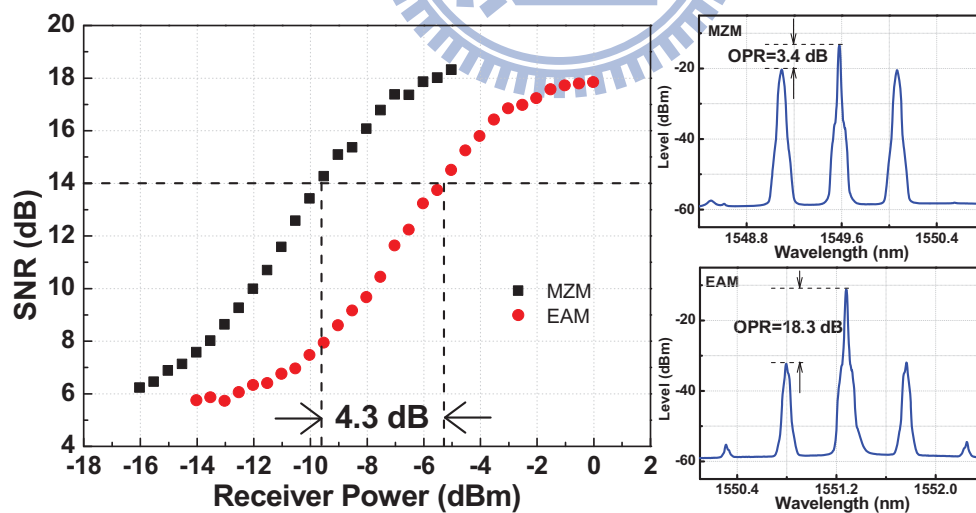 20
18
16
14
12
10
8
6
4
SNR (dB)
MZM
EAM
4.3 dB
-18 -16 -14 -12 -10 -8 -6 -4 -2 0 2
Receiver Power (dBm)
MZM
OPR=3.4 dB
-20
-40
-60
Level (dBm)
1548.8 1549.6 1550.4
Wavelength (nm)
EAM
OPR=18.3 dB
-20
-40
-60
Level (dBm)
1550.4 1551.2 1552.0
Wavelength (nm)